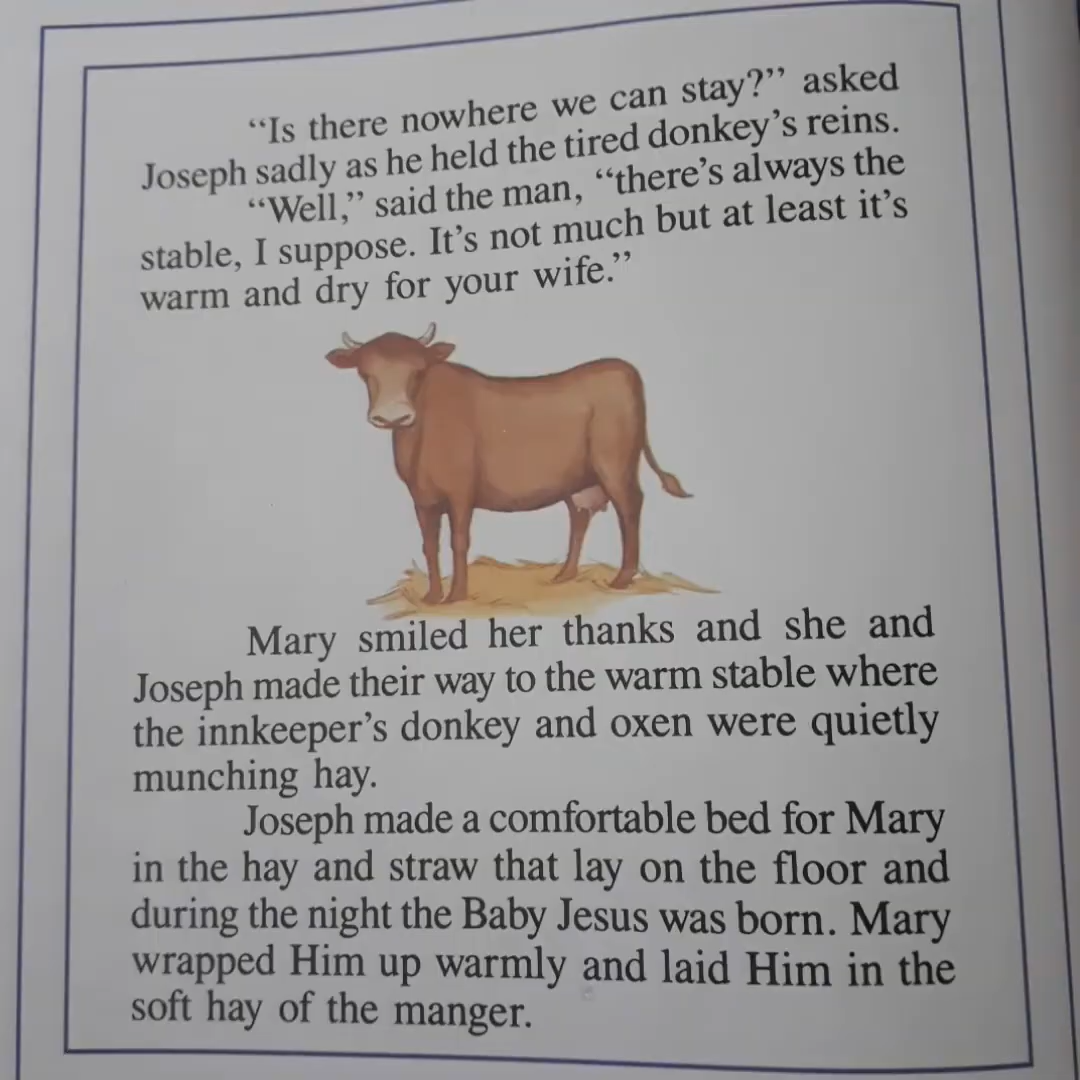 “Is there nowhere we can stay?” asked
Joseph sadly as he held the tired donkey’s reins.
“Well,” said the man, “there’s always the
stable, I suppose. It’s not much but at least it’s
warm and dry for your wife.”
Mary smiled her thanks and she and
Joseph made their way to the warm stable where
the innkeeper’s donkey and oxen were quietly
munching hay.
Joseph made a comfortable bed for Mary
in the hay and straw that lay on the floor and
during the night the Baby Jesus was born. Mary
wrapped Him up warmly and laid Him in the
soft hay of the manger.